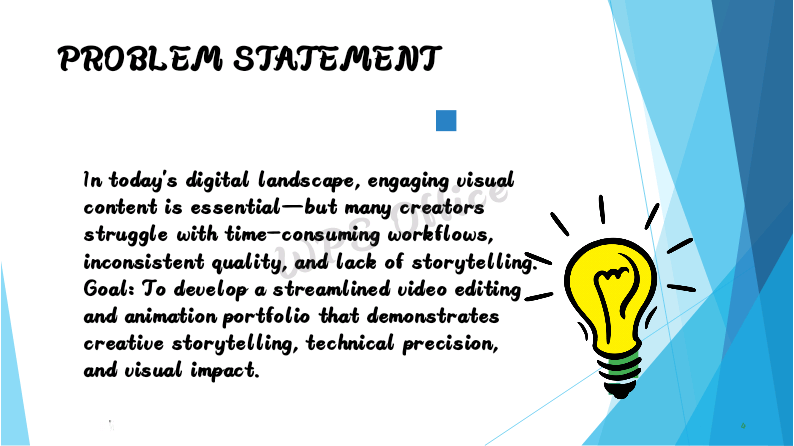 PROBLEM STATEMENT
In today's digital landscape, engaging visual
content is essential—but many creators
struggle with time-consuming workflows,
inconsistent quality, and lack of storytelling.
Goal: To develop a streamlined video editing
and animation portfolio that demonstrates
creative storytelling, technical precision,
and visual impact.
WPS Office